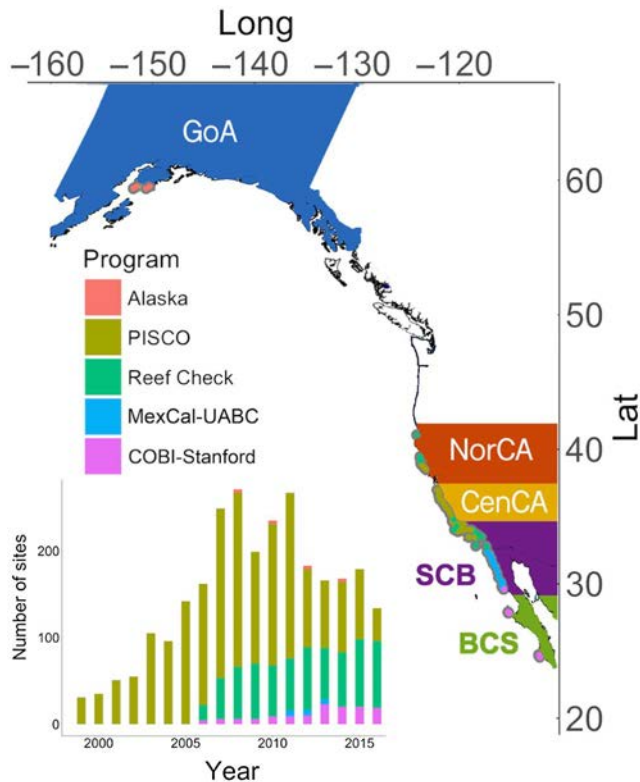 Long
−160 −150 −140 −130 −120
GoA
60
Program
Alaska
PISCO
Reef Check
MexCal-UABC
COBI-Stanford
50
Lat
40
NorCA
CenCA
SCB
30
BCS
20
Number of sites
200
100
0
2000 2005 2010 2015
Year